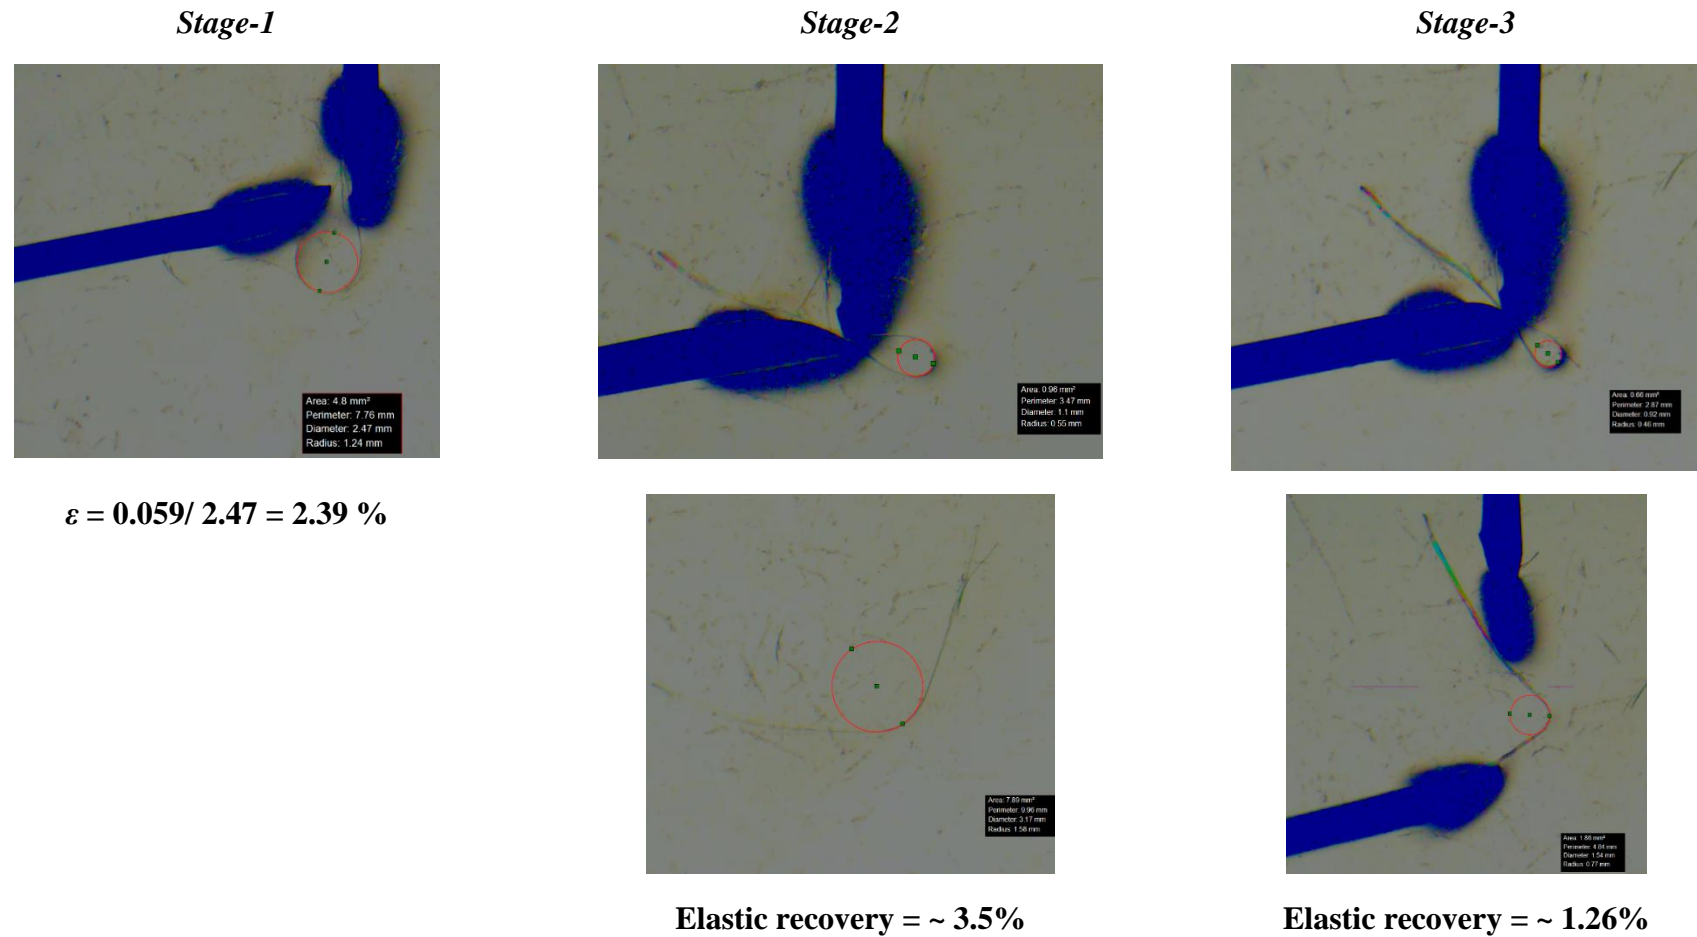 Stage-1
Stage-2
Stage-3
Area: 4.8 mm²
Perimeter: 7.76 mm
Diameter: 2.47 mm
Radius: 1.24 mm
Area: 0.96 mm²
Perimeter: 3.47 mm
Diameter: 1.1 mm
Radius: 0.55 mm
Area: 0.66 mm²
Perimeter: 2.87 mm
Diameter: 0.92 mm
Radius: 0.46 mm
ε = 0.059/ 2.47 = 2.39 %
Area: 7.89 mm²
Perimeter: 9.96 mm
Diameter: 3.17 mm
Radius: 1.58 mm
Area: 1.86 mm²
Perimeter: 4.84 mm
Diameter: 1.54 mm
Radius: 0.77 mm
Elastic recovery = ~ 3.5%
Elastic recovery = ~ 1.26%